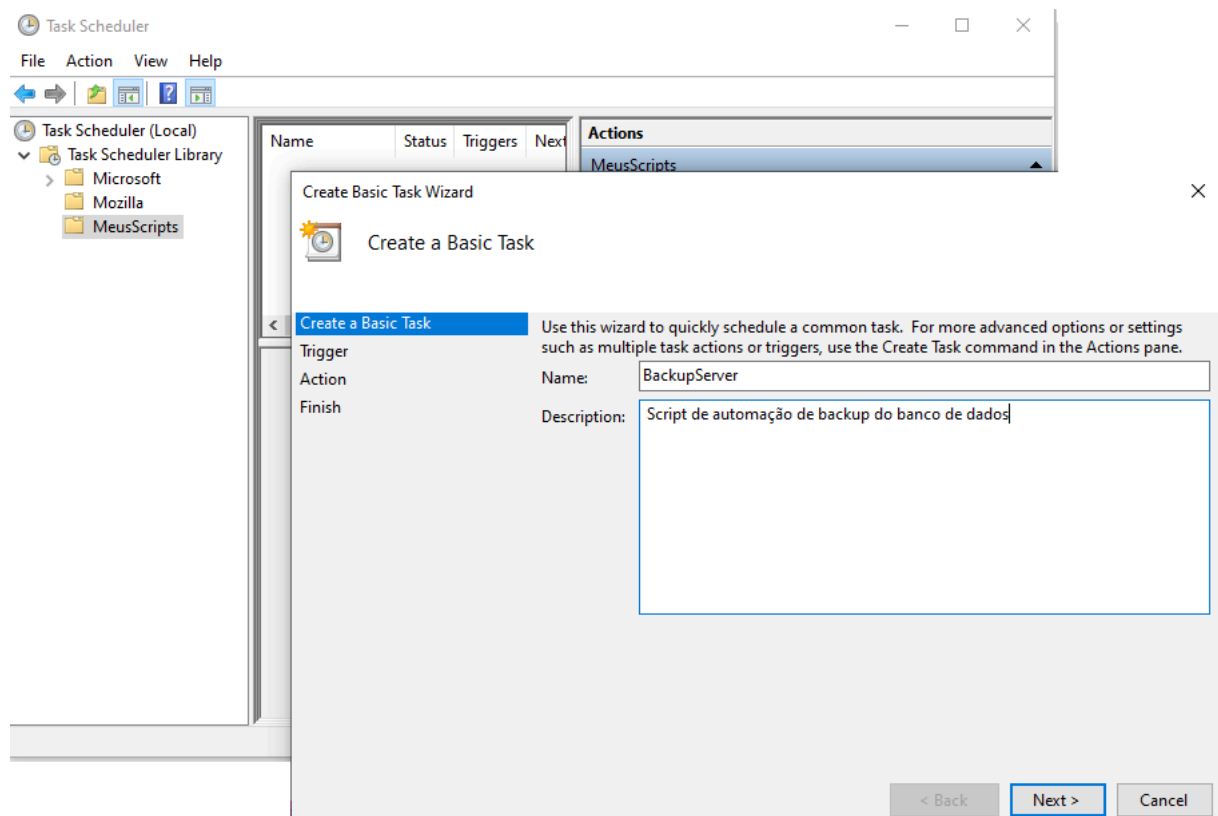 Task Scheduler
File Action View Help
Task Scheduler (Local)
Task Scheduler Library
Microsoft
Mozilla
MeusScripts
Name Status Triggers Next
Actions
MeusScripts
Create Basic Task Wizard
Create a Basic Task
Create a Basic Task
Trigger
Action
Finish
Use this wizard to quickly schedule a common task. For more advanced options or settings
such as multiple task actions or triggers, use the Create Task command in the Actions pane.
Name: BackupServer
Description: Script de automação de backup do banco de dados
< Back Next > Cancel